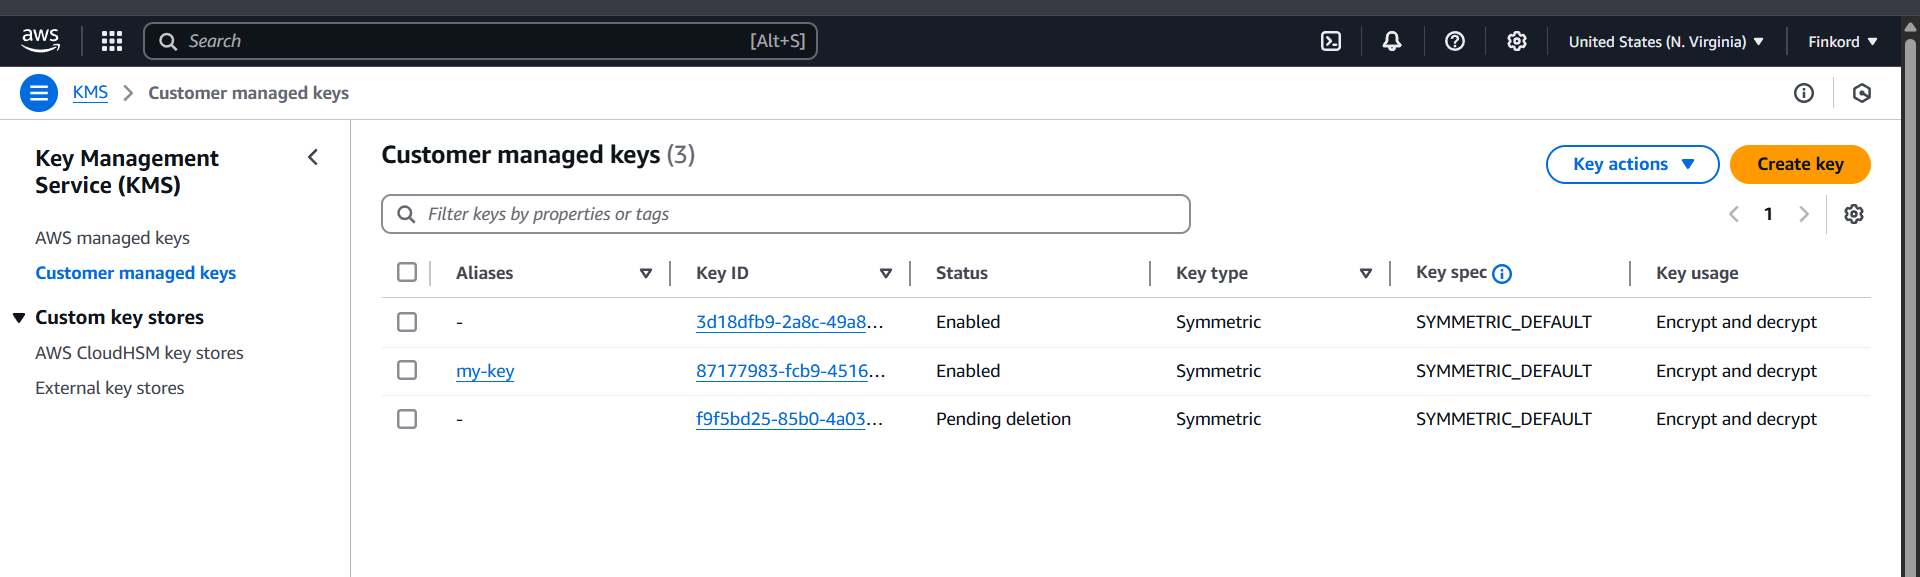 aws
Search [Alt+S]
United States (N. Virginia)
Finkord
KMS
Customer managed keys
Key Management
Service (KMS)
AWS managed keys
Customer managed keys
Custom key stores
AWS CloudHSM key stores
External key stores
Customer managed keys (3)
Key actions
Create key
Filter keys by properties or tags
1
Aliases Key ID Status Key type Key spec Key usage
- 3d18dfb9-2a8c-49a8... Enabled Symmetric SYMMETRIC_DEFAULT Encrypt and decrypt
my-key 87177983-fcb9-4516... Enabled Symmetric SYMMETRIC_DEFAULT Encrypt and decrypt
- f9f5bd25-85b0-4a03... Pending deletion Symmetric SYMMETRIC_DEFAULT Encrypt and decrypt